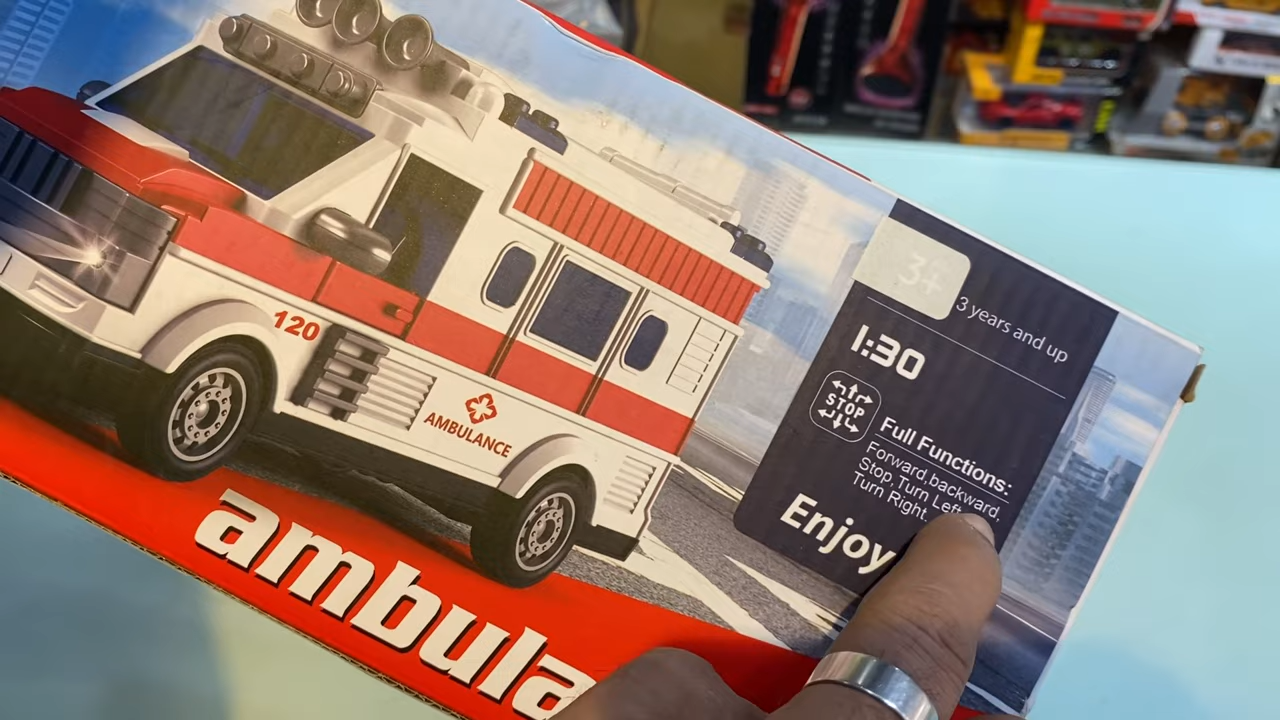 120
AMBULANCE
3+
3 years and up
1:30
STOP
Full Functions:
Forward,backward,
Stop,Turn Left,
Turn Right.
Enjoy
ambula